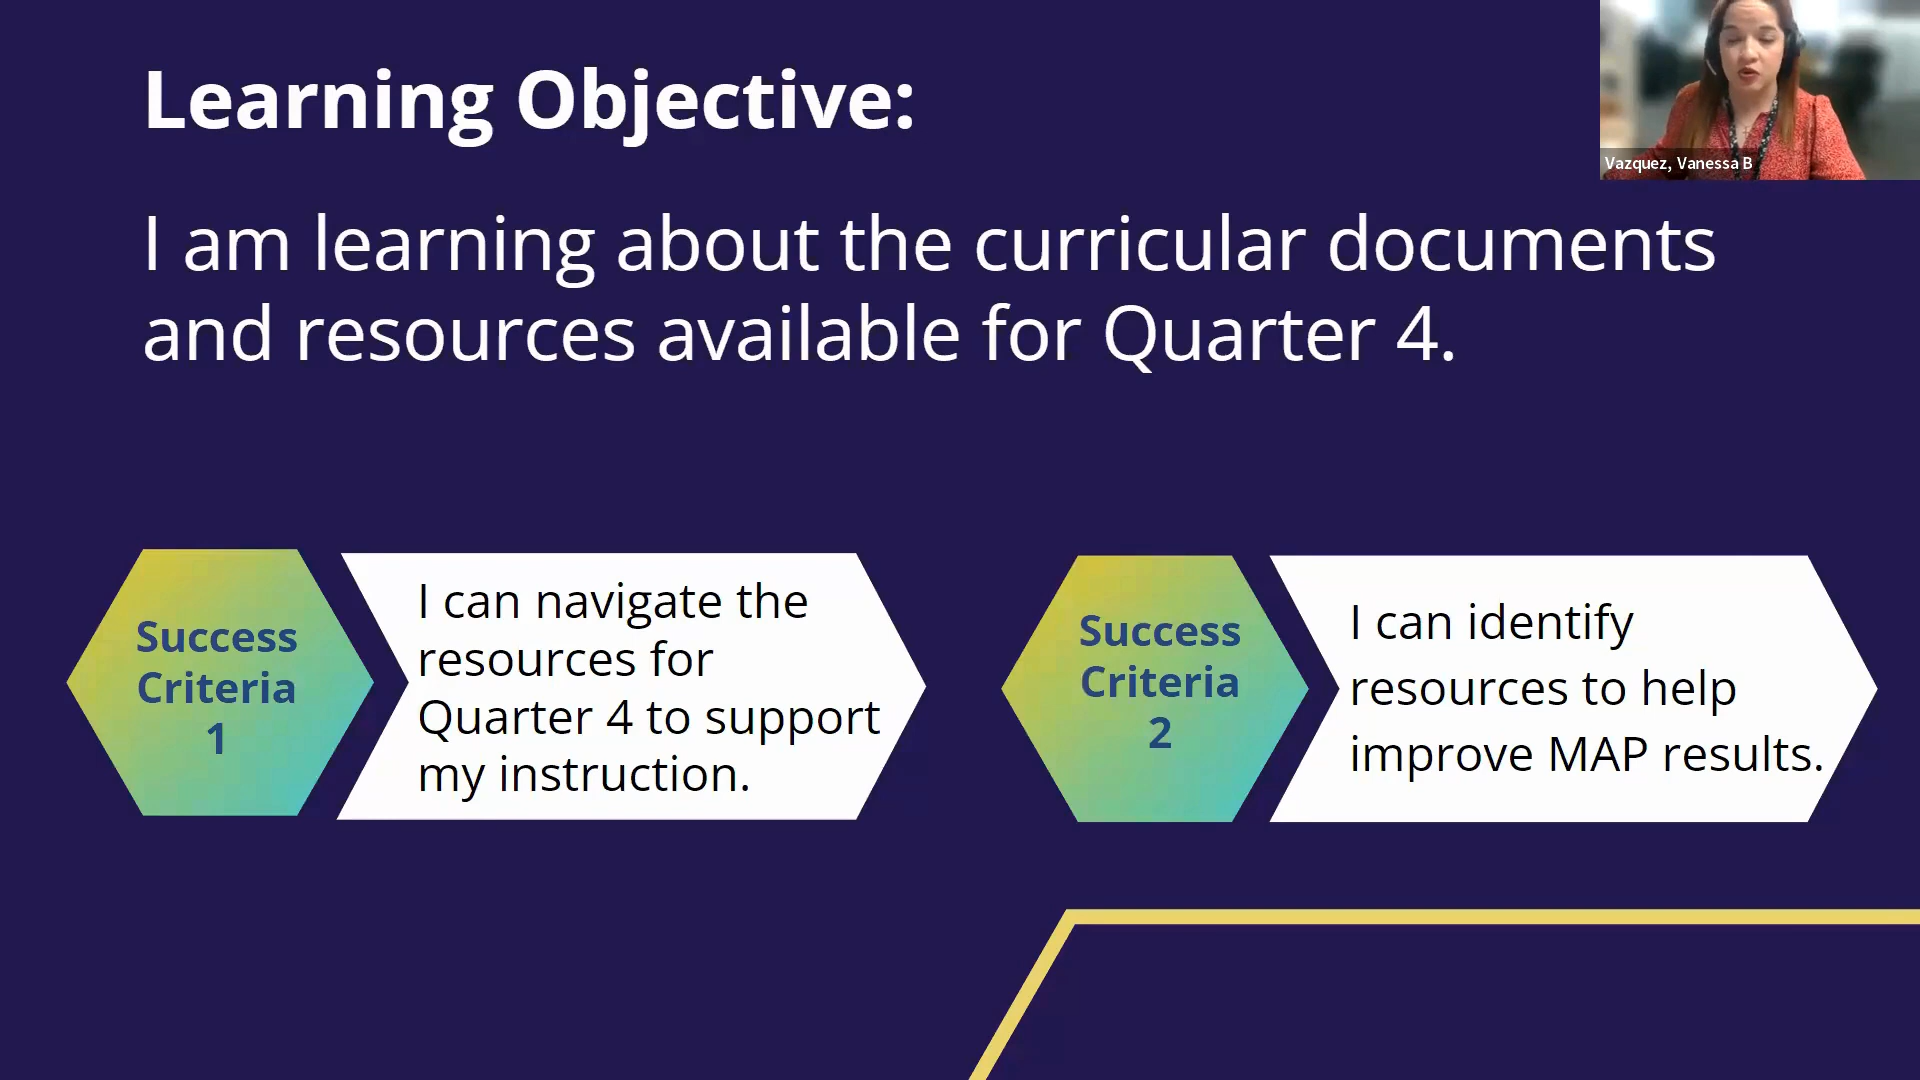 Learning Objective:
Vazquez, Vanessa B
I am learning about the curricular documents
and resources available for Quarter 4.
Success
Criteria
1
I can navigate the
resources for
Quarter 4 to support
my instruction.
Success
Criteria
2
I can identify
resources to help
improve MAP results.